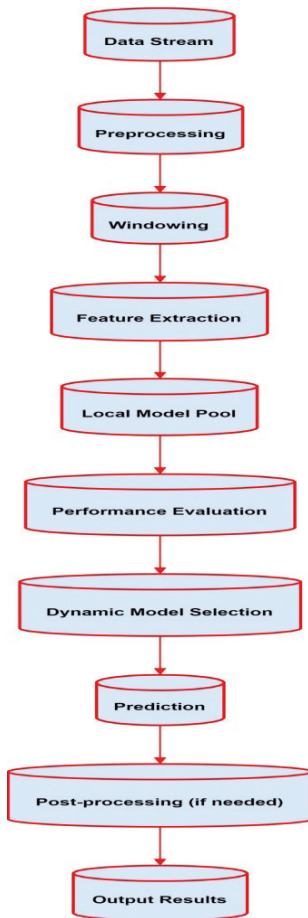 Data Stream
Preprocessing
Windowing
Feature Extraction
Local Model Pool
Performance Evaluation
Dynamic Model Selection
Prediction
Post-processing (if needed)
Output Results